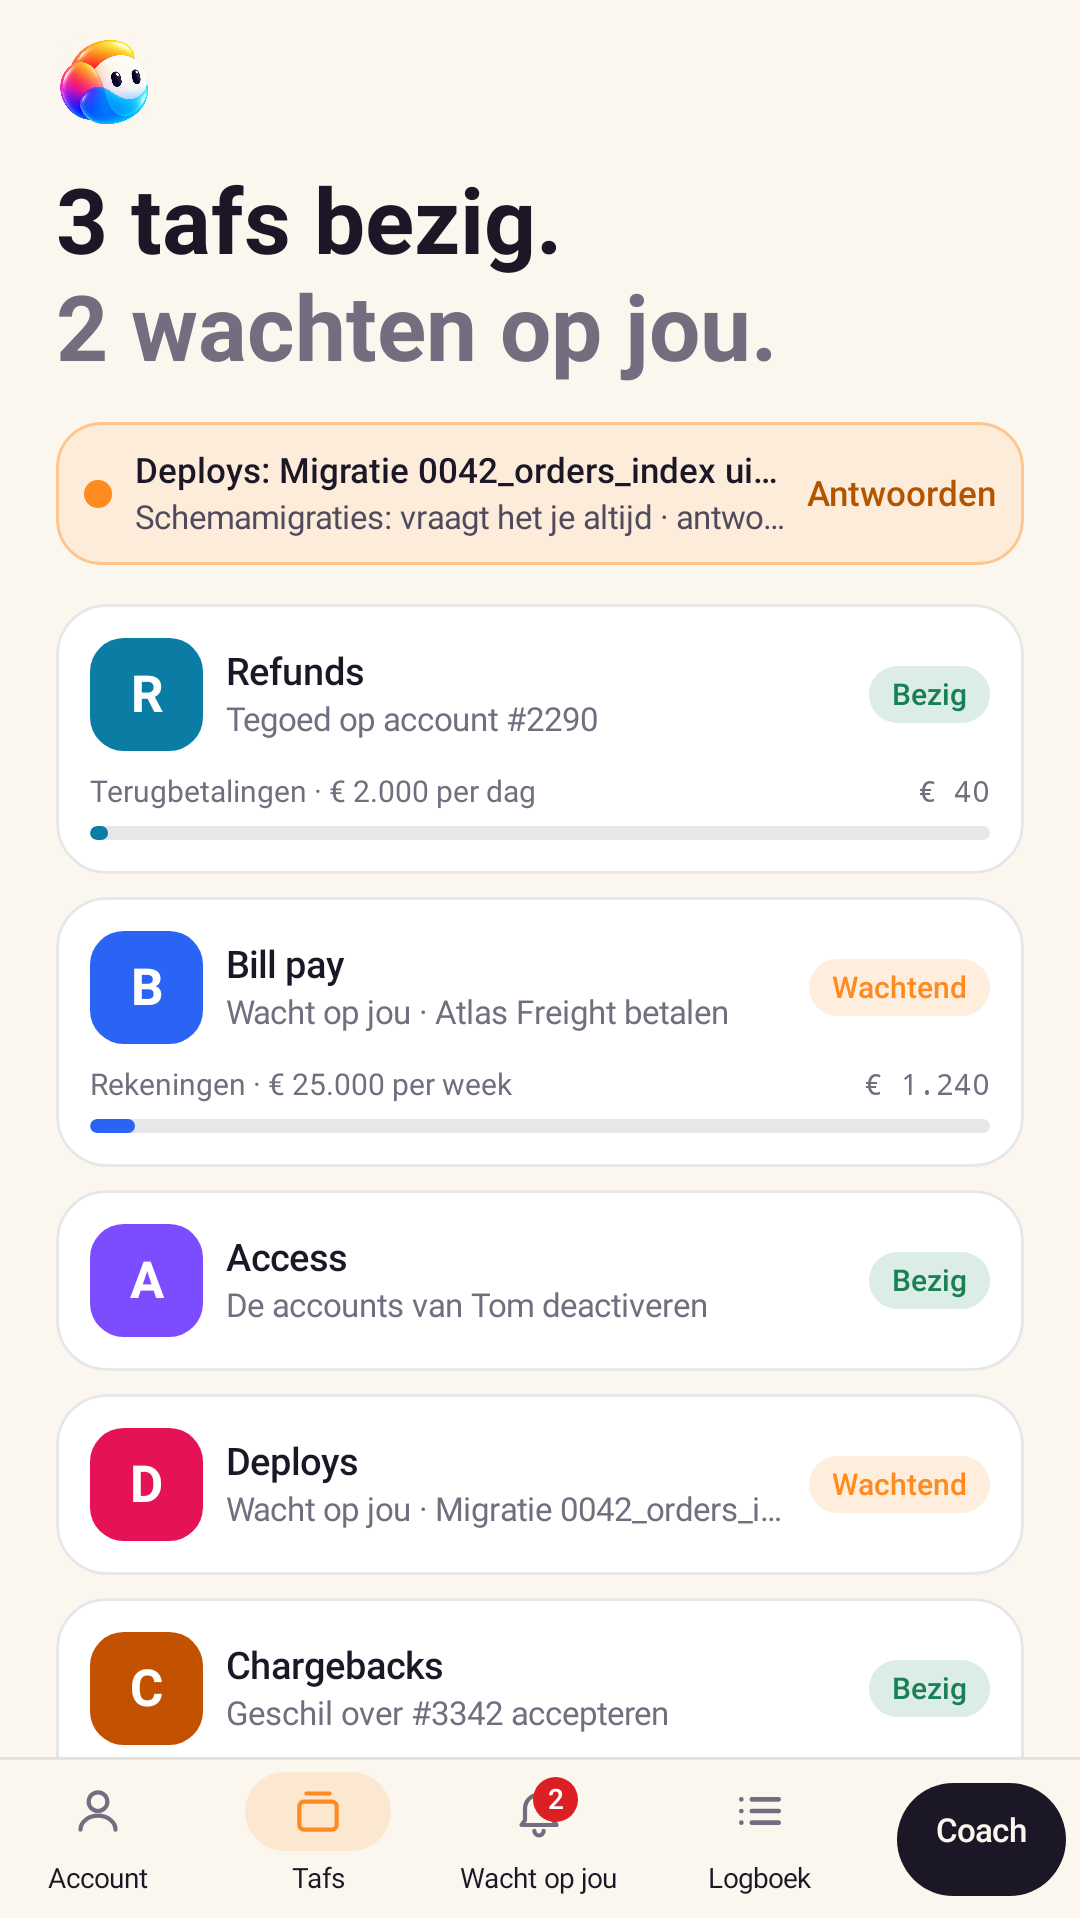 3 tafs bezig.
2 wachten op jou.
Deploys: Migratie 0042_orders_index ui…
Schemamigraties: vraagt het je altijd · antwo…
Antwoorden
R
Refunds
Tegoed op account #2290
Bezig
Terugbetalingen · € 2.000 per dag
€ 40
B
Bill pay
Wacht op jou · Atlas Freight betalen
Wachtend
Rekeningen · € 25.000 per week
€ 1.240
A
Access
De accounts van Tom deactiveren
Bezig
D
Deploys
Wacht op jou · Migratie 0042_orders_i…
Wachtend
C
Chargebacks
Geschil over #3342 accepteren
Bezig
2
Account
Tafs
Wacht op jou
Logboek
Coach